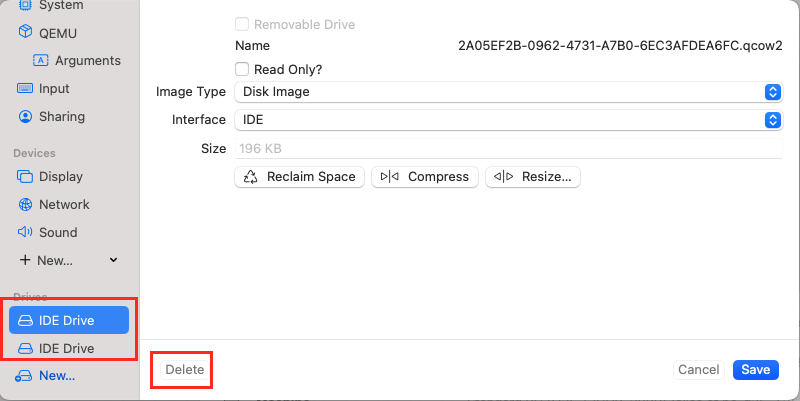 System
QEMU
Arguments
Input
Sharing
Devices
Display
Network
Sound
New...
Drives
IDE Drive
IDE Drive
New...
Removable Drive
Name 2A05EF2B-0962-4731-A7B0-6EC3AFDEA6FC.qcow2
Read Only?
Image Type Disk Image
Interface IDE
Size 196 KB
Reclaim Space Compress Resize...
Delete Cancel Save